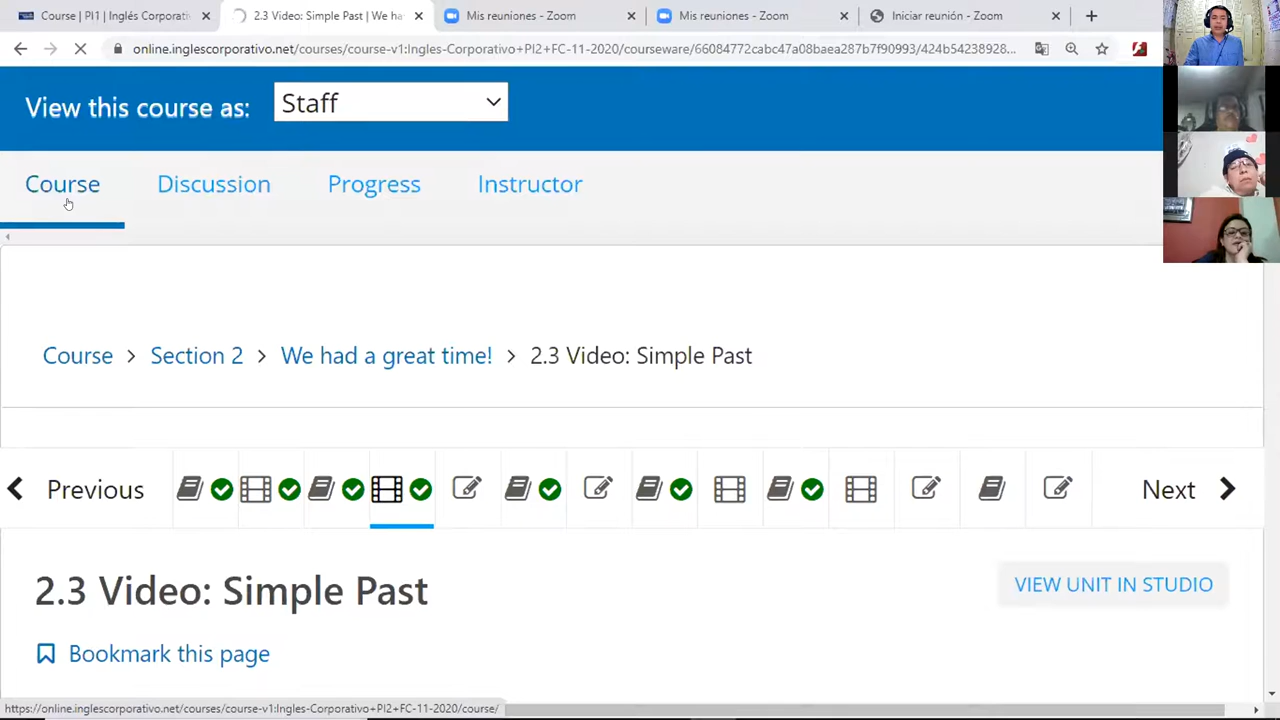 Course | PI1 | Inglés Corporati
2.3 Video: Simple Past | We ha
Mis reuniones - Zoom
Mis reuniones - Zoom
Iniciar reunión - Zoom
online.inglescorporativo.net/courses/course-v1:Ingles-Corporativo+PI2+FC-11-2020/courseware/66084772cabc47a08baea287b7f90993/424b54238928...
View this course as: Staff
Course Discussion Progress Instructor
Course > Section 2 > We had a great time! > 2.3 Video: Simple Past
Previous Next
2.3 Video: Simple Past
VIEW UNIT IN STUDIO
Bookmark this page
https://online.inglescorporativo.net/courses/course-v1:Ingles-Corporativo+PI2+FC-11-2020/course/